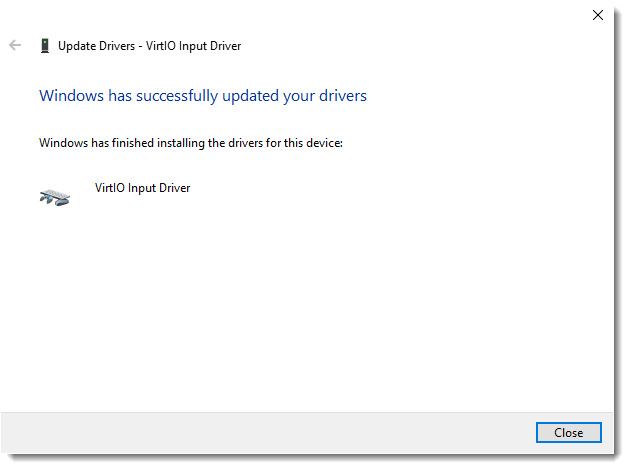 Update Drivers - VirtIO Input Driver
Windows has successfully updated your drivers
Windows has finished installing the drivers for this device:
VirtIO Input Driver
Close